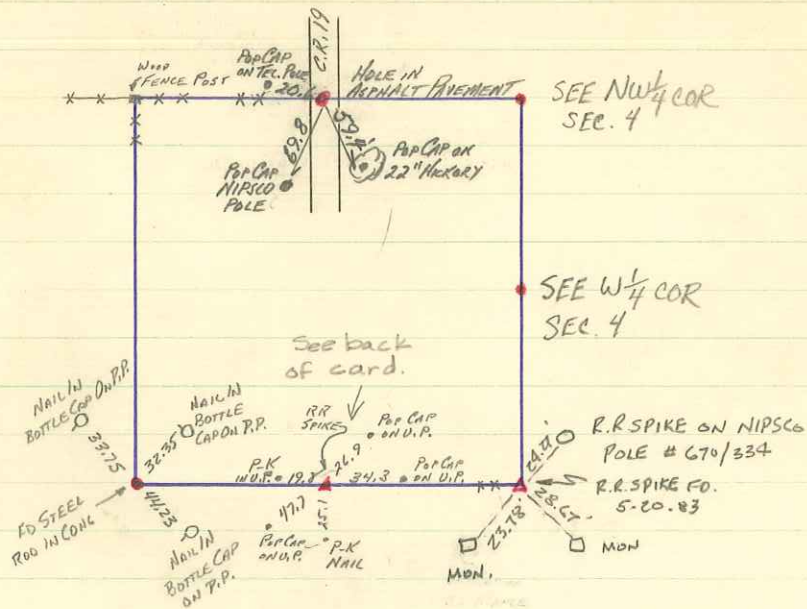 C.R. 19
WOOD
FENCE POST
POP CAP
ON TEL. POLE
20.6
HOLE IN
ASPHALT PAVEMENT
SEE NW 1/4 COR
SEC. 4
69.8
59.4
POP CAP
NIPSCO
POLE
POP CAP ON
22" HICKORY
SEE W 1/4 COR
SEC. 4
See back
of card.
NAIL IN
BOTTLE CAP ON P.P.
33.75
NAIL IN
BOTTLE
CAP ON P.P.
32.35
RR
SPIKE
POP CAP
ON U.P.
26.9
P-K
IN U.P.
34.3
POP CAP
ON U.P.
R.R SPIKE ON NIPSCO
POLE # 670/334
R.R. SPIKE FD.
5-20-83
28.67
23.78
MON
MON.
FD STEEL
ROD IN CONC
44.23
NAIL IN
BOTTLE CAP
ON P.P.
47.7
POP CAP
ON U.P.
25.1
P-K
NAIL